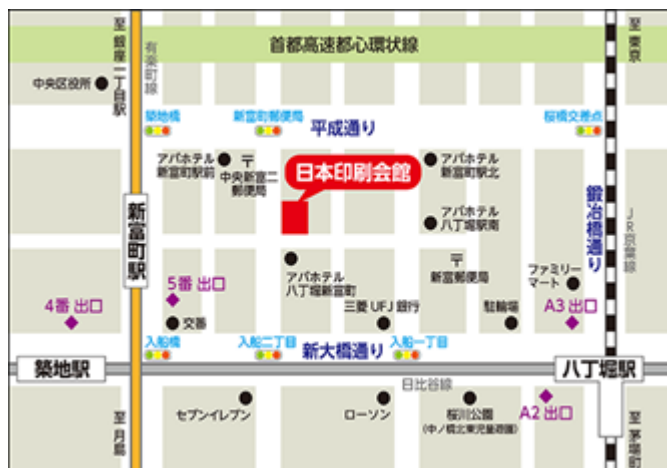 首都高速都心環状線
至 銀座一丁目駅
有楽町線
至 東京
中央区役所
築地橋
新富町郵便局
平成通り
桜橋交差点
アパホテル
新富町駅前
〒
中央新富二
郵便局
日本印刷会館
アパホテル
新富町駅北
新富町駅
アパホテル
八丁堀駅南
鍛冶橋通り
JR京葉線
アパホテル
八丁堀新富町
〒
新富郵便局
ファミリー
マート
5番 出口
4番 出口
交番
三菱UFJ銀行
駐輪場
A3 出口
入船橋
入船二丁目
新大橋通り
入船一丁目
築地駅
日比谷線
八丁堀駅
至 月島
セブンイレブン
ローソン
桜川公園
(中ノ橋北東児童遊園)
A2 出口
至 茅場町